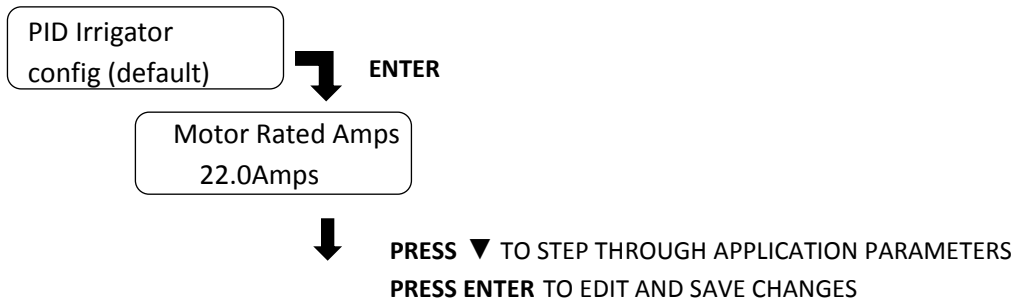 PID Irrigator
config (default)
ENTER
Motor Rated Amps
22.0Amps
PRESS ▼ TO STEP THROUGH APPLICATION PARAMETERS
PRESS ENTER TO EDIT AND SAVE CHANGES